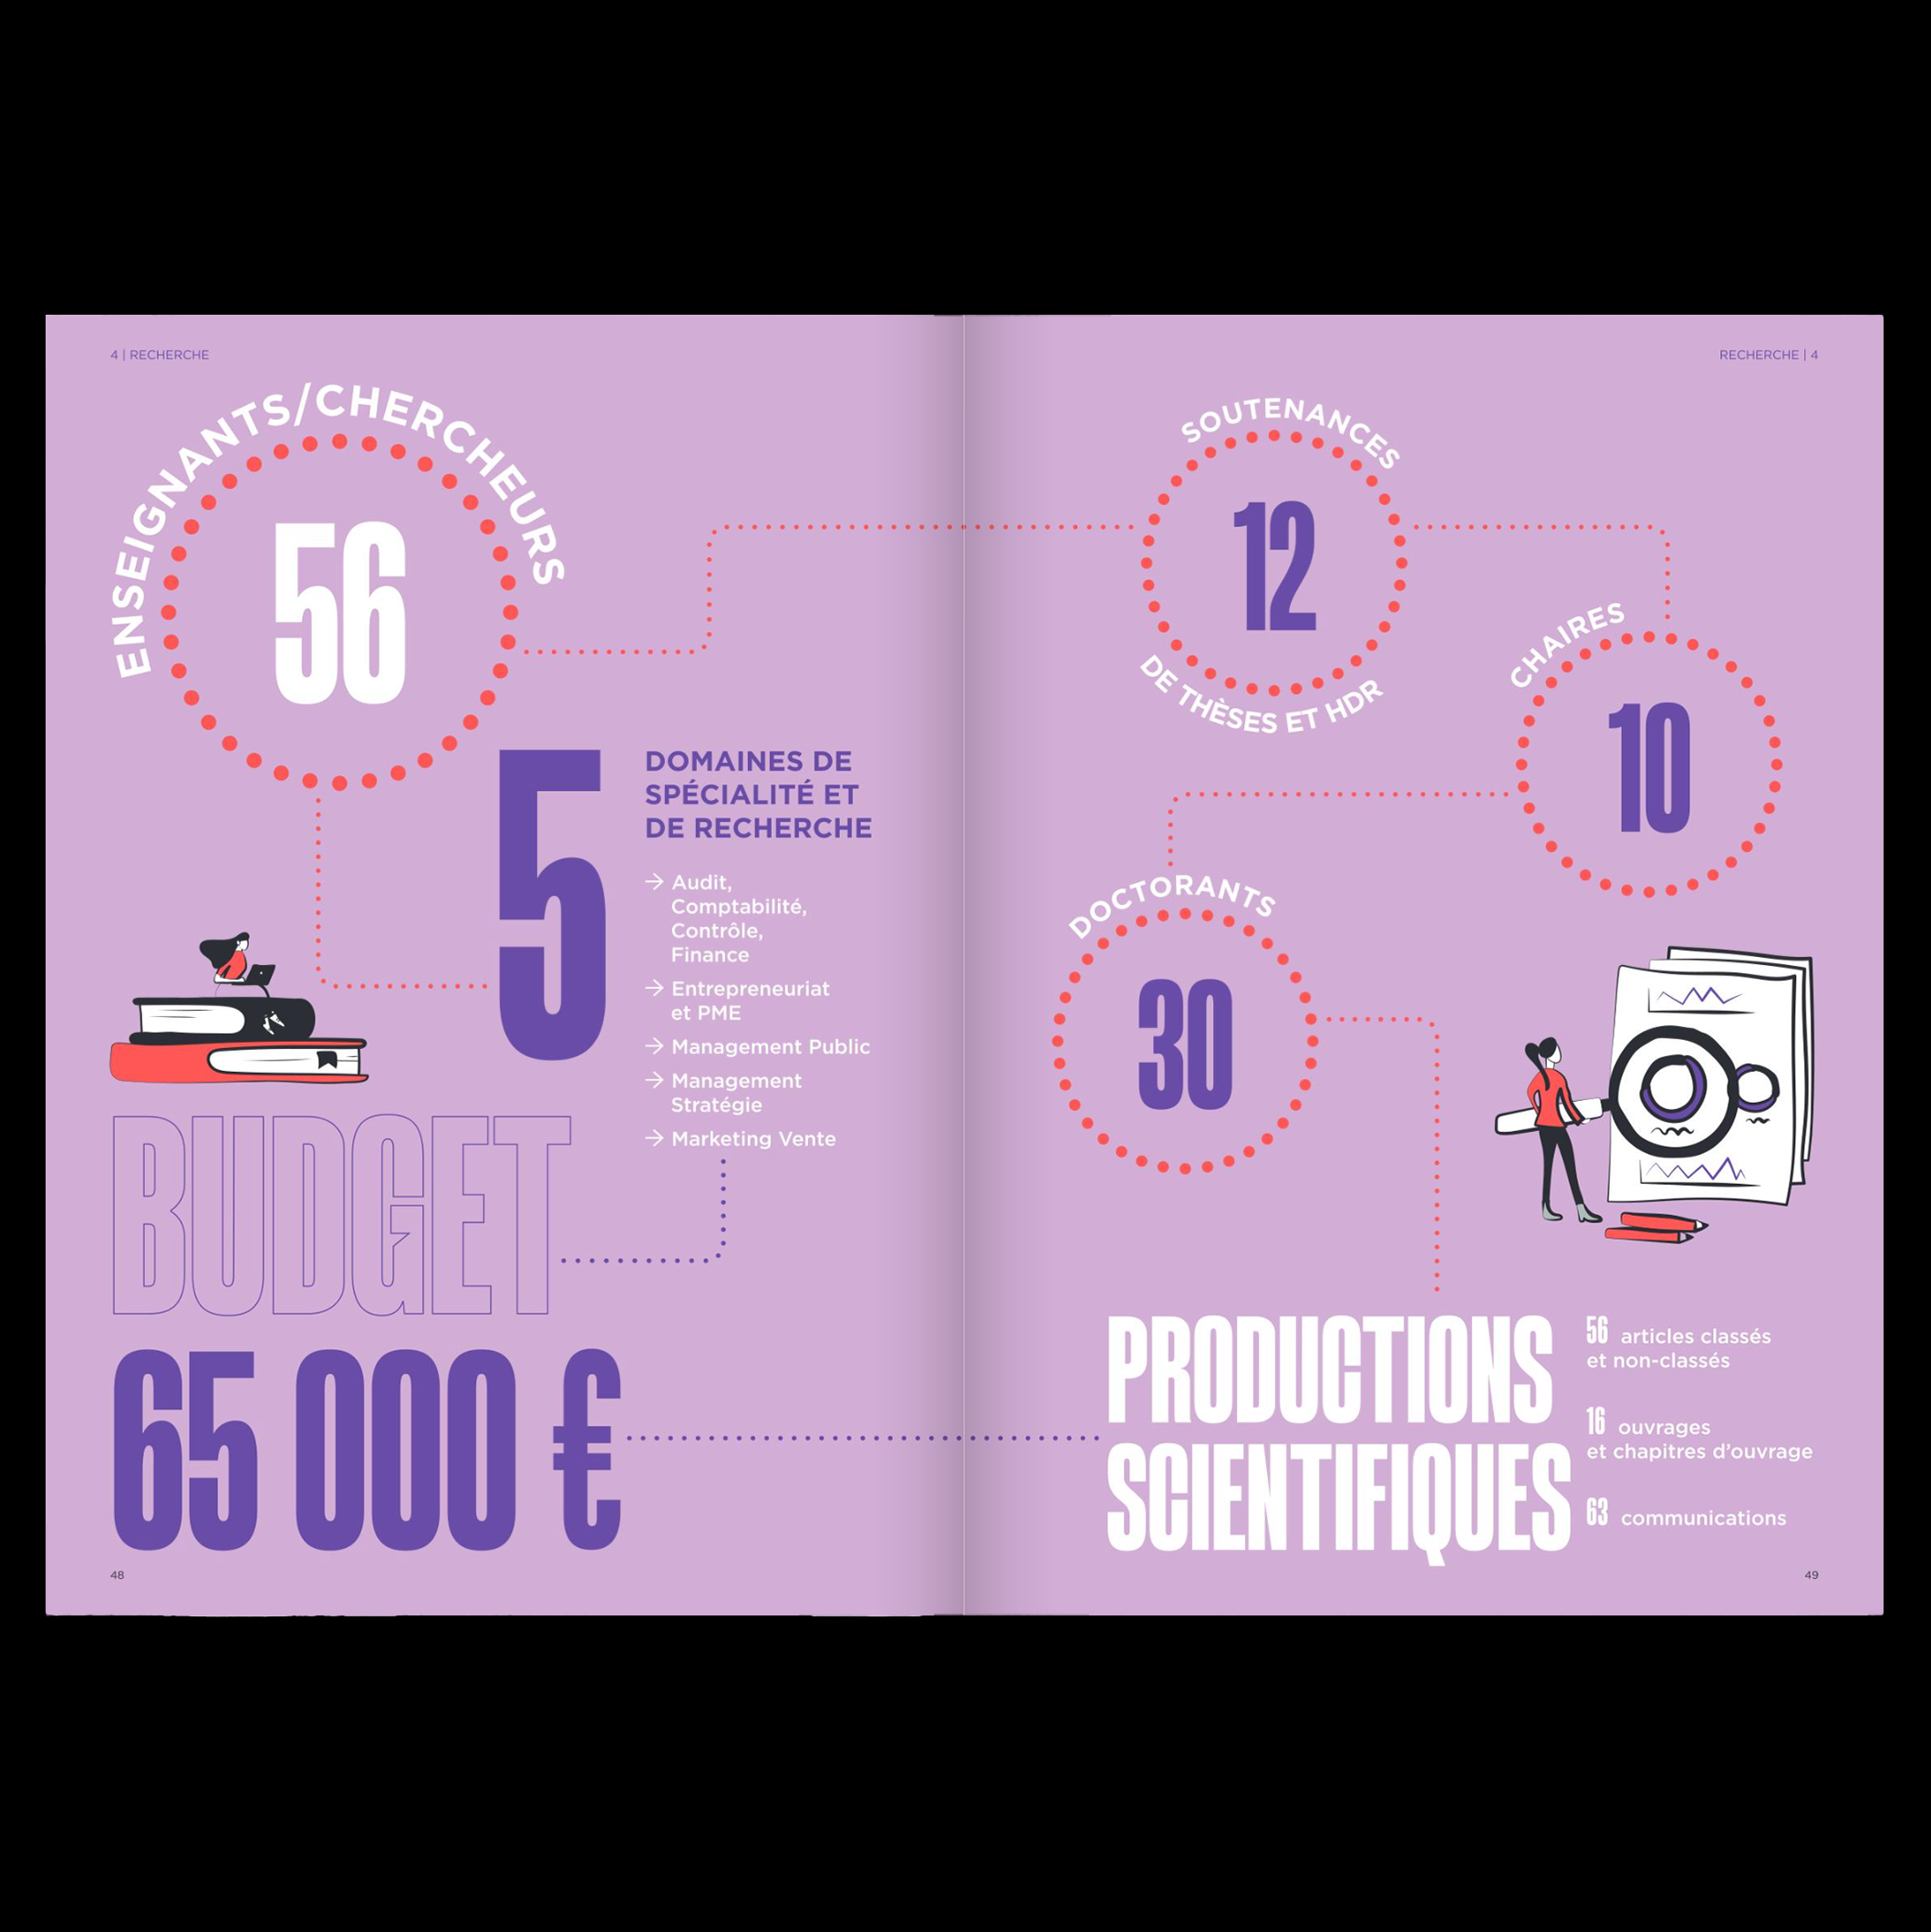 4 | RECHERCHE
ENSEIGNANTS/CHERCHEURS
56
5
DOMAINES DE
SPÉCIALITÉ ET
DE RECHERCHE
→ Audit,
Comptabilité,
Contrôle,
Finance
→ Entrepreneuriat
et PME
→ Management Public
→ Management
Stratégie
→ Marketing Vente
BUDGET
65 000 €
48
RECHERCHE | 4
SOUTENANCES
12
DE THÈSES ET HDR
CHAIRES
10
DOCTORANTS
30
PRODUCTIONS
SCIENTIFIQUES
56 articles classés
et non-classés
16 ouvrages
et chapitres d’ouvrage
63 communications
49